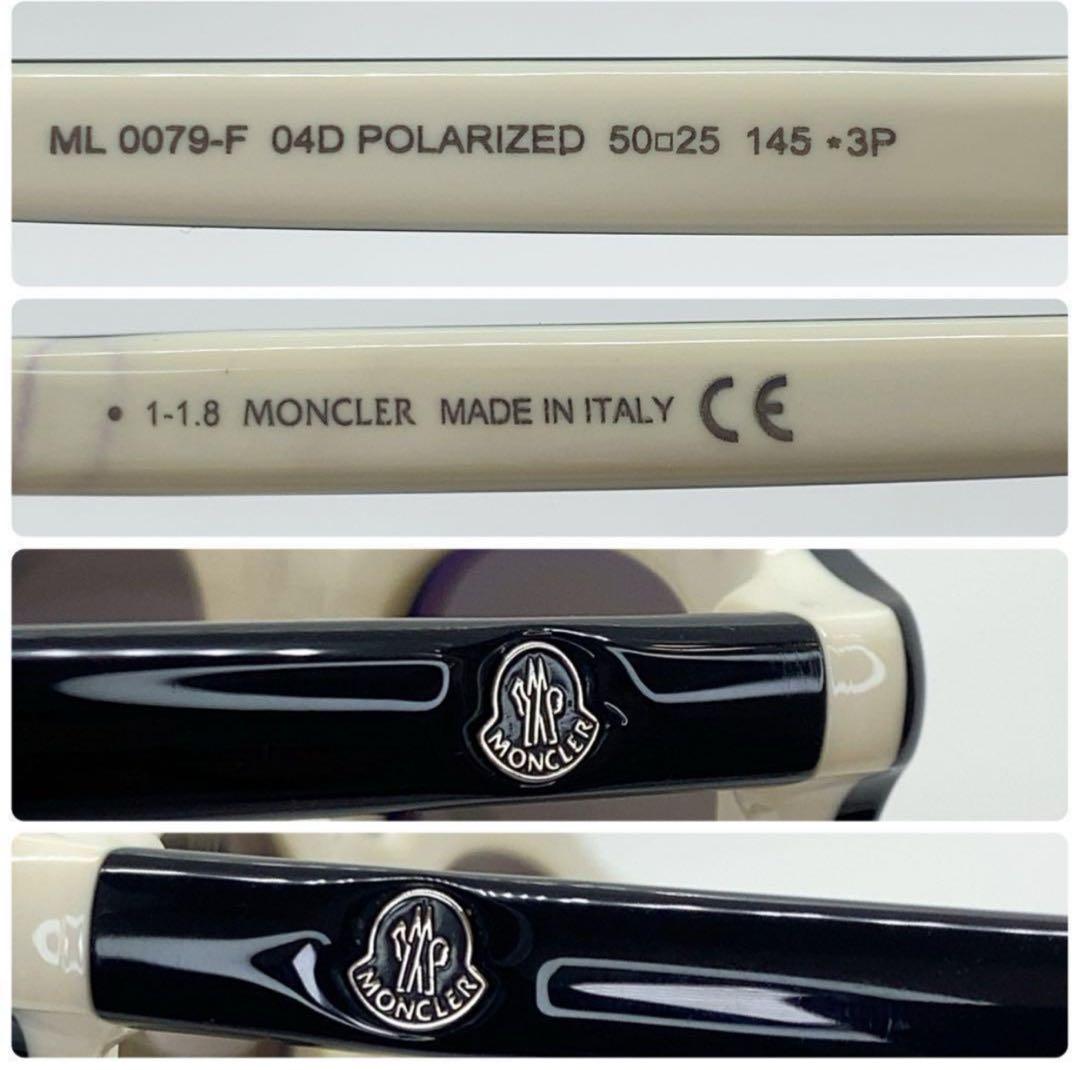 ML 0079-F 04D POLARIZED 50□25 145 *3P
• 1-1.8 MONCLER MADE IN ITALY CE
MONCLER
MONCLER